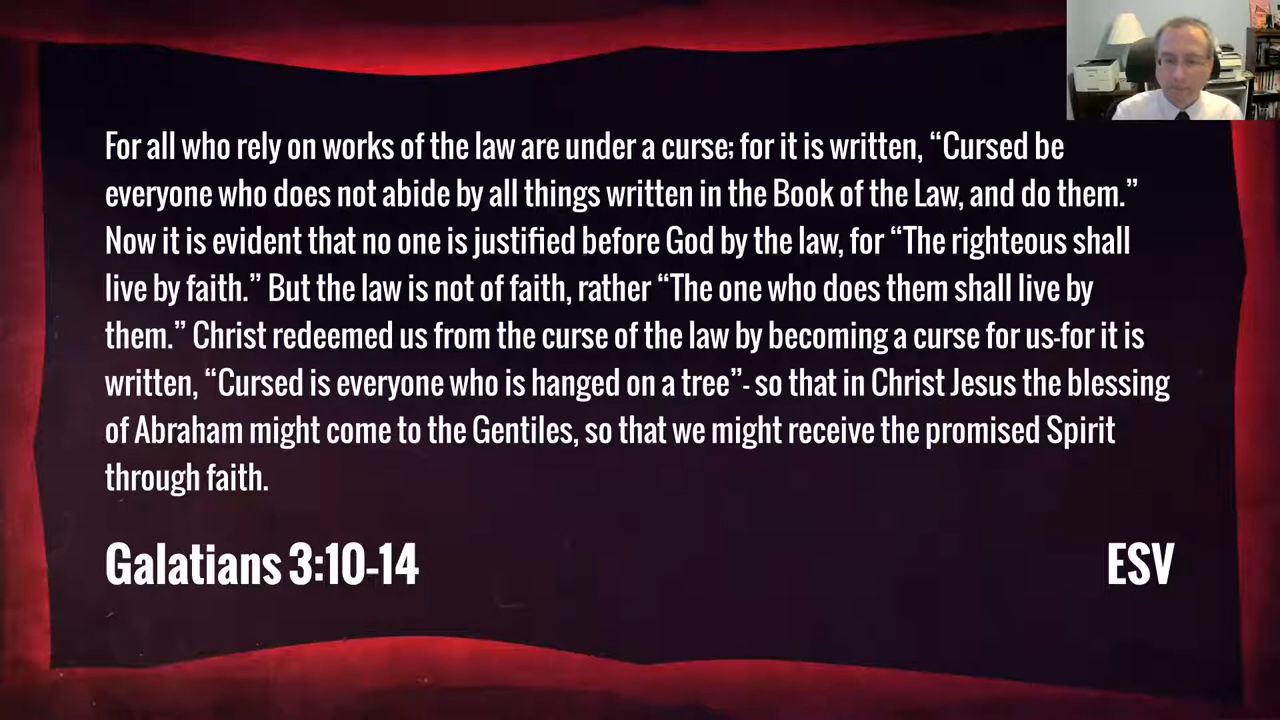 For all who rely on works of the law are under a curse; for it is written, “Cursed be
everyone who does not abide by all things written in the Book of the Law, and do them.”
Now it is evident that no one is justified before God by the law, for “The righteous shall
live by faith.” But the law is not of faith, rather “The one who does them shall live by
them.” Christ redeemed us from the curse of the law by becoming a curse for us-for it is
written, “Cursed is everyone who is hanged on a tree”- so that in Christ Jesus the blessing
of Abraham might come to the Gentiles, so that we might receive the promised Spirit
through faith.
Galatians 3:10-14
ESV